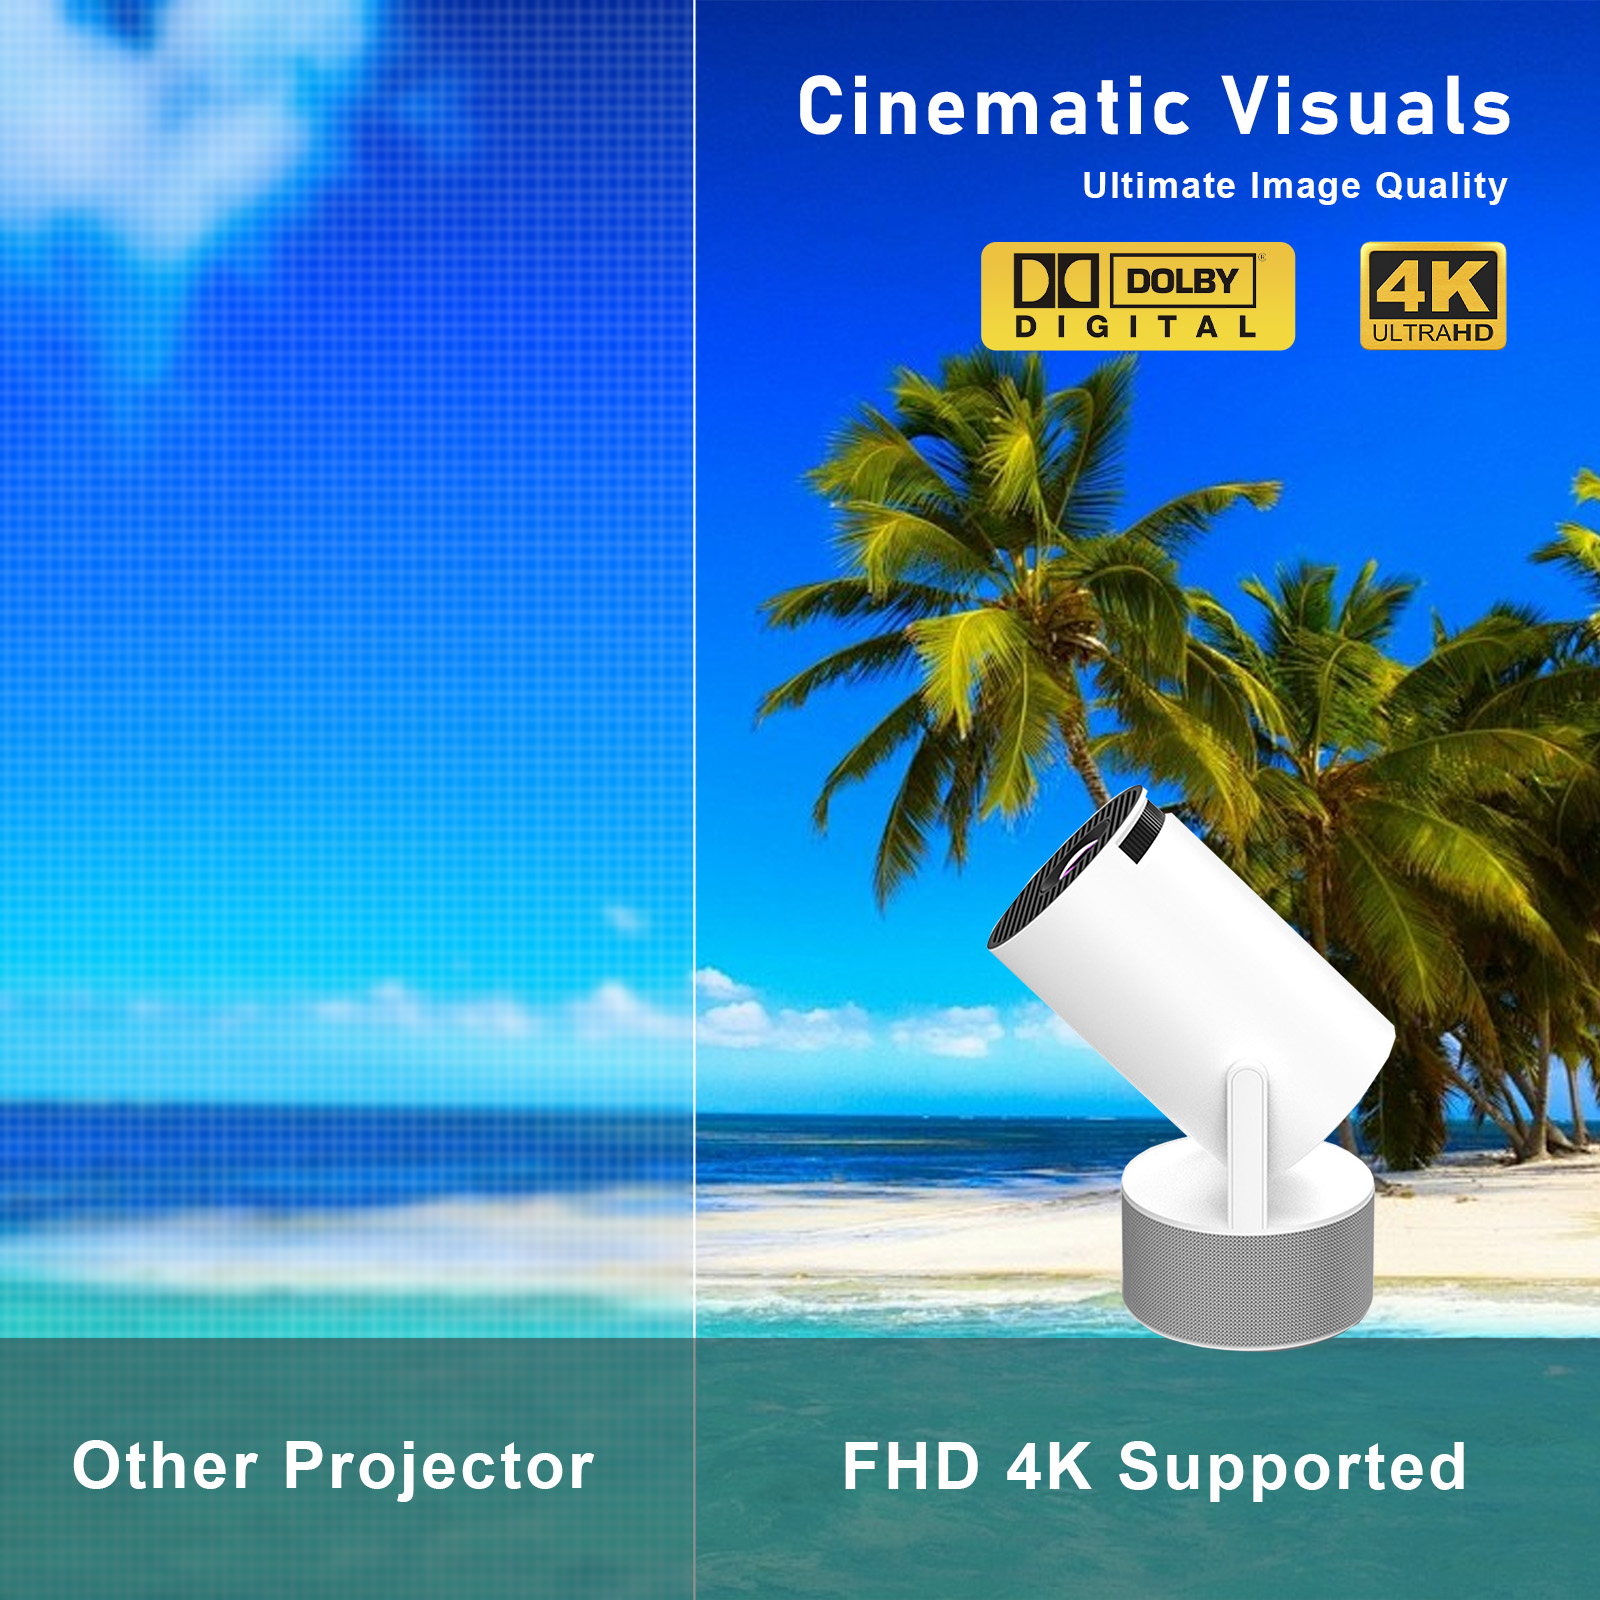 Cinematic Visuals
Ultimate Image Quality
DOLBY®
DIGITAL
4K
ULTRAHD
Other Projector
FHD 4K Supported